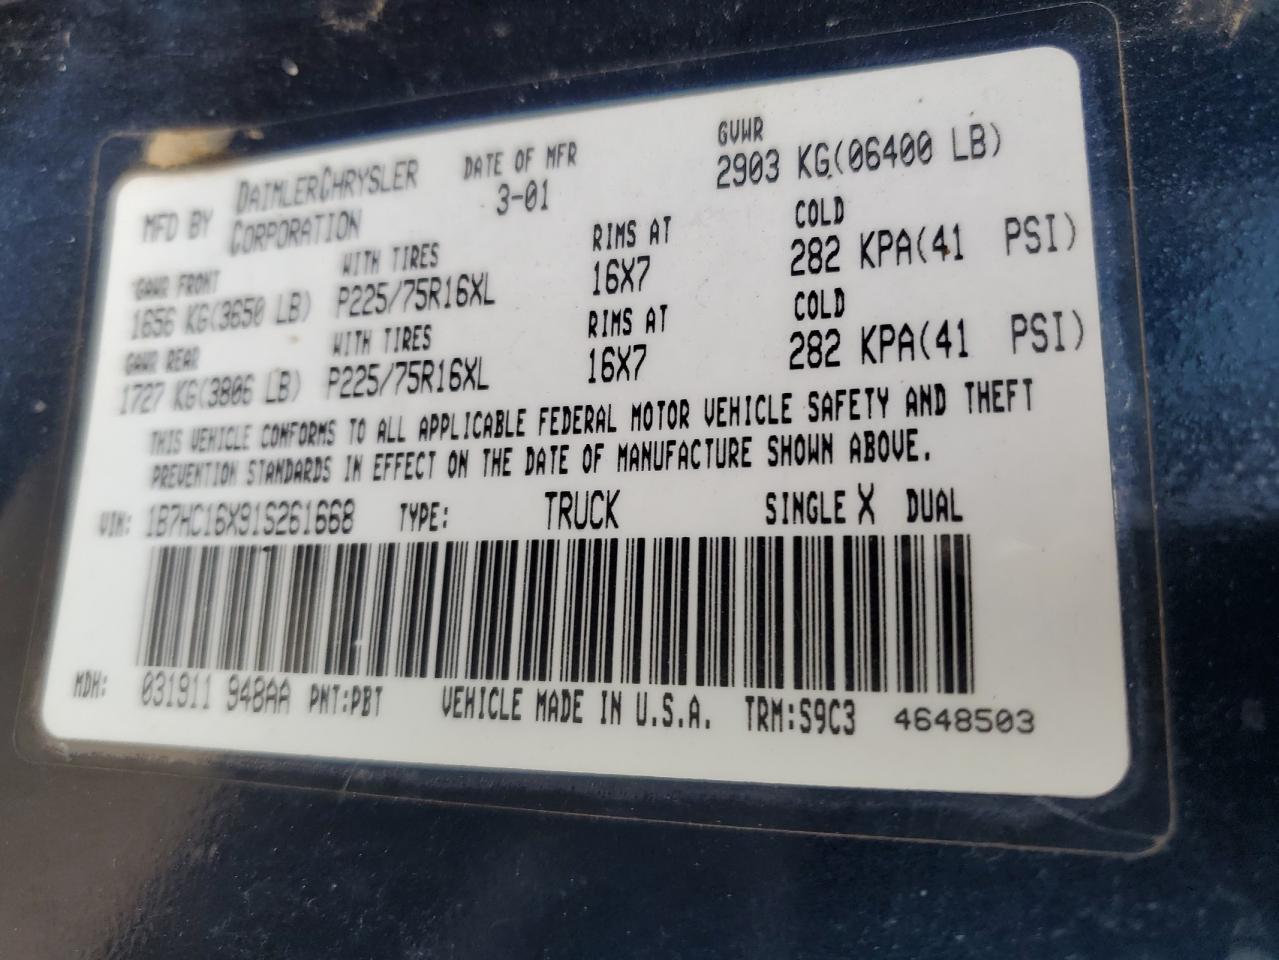 MFD BY DAIMLERCHRYSLER CORPORATION DATE OF MFR 3-01 GVWR 2903 KG(06400 LB)
GAWR FRONT WITH TIRES RIMS AT COLD
1656 KG(3650 LB) P225/75R16XL 16X7 282 KPA(41 PSI)
GAWR REAR WITH TIRES RIMS AT COLD
1727 KG(3806 LB) P225/75R16XL 16X7 282 KPA(41 PSI)
THIS VEHICLE CONFORMS TO ALL APPLICABLE FEDERAL MOTOR VEHICLE SAFETY AND THEFT
PREVENTION STANDARDS IN EFFECT ON THE DATE OF MANUFACTURE SHOWN ABOVE.
VIN: 1B7HC16X91S261668 TYPE: TRUCK SINGLE X DUAL
MDH: 031911 948AA PNT:PBT VEHICLE MADE IN U.S.A. TRM:S9C3 4648503